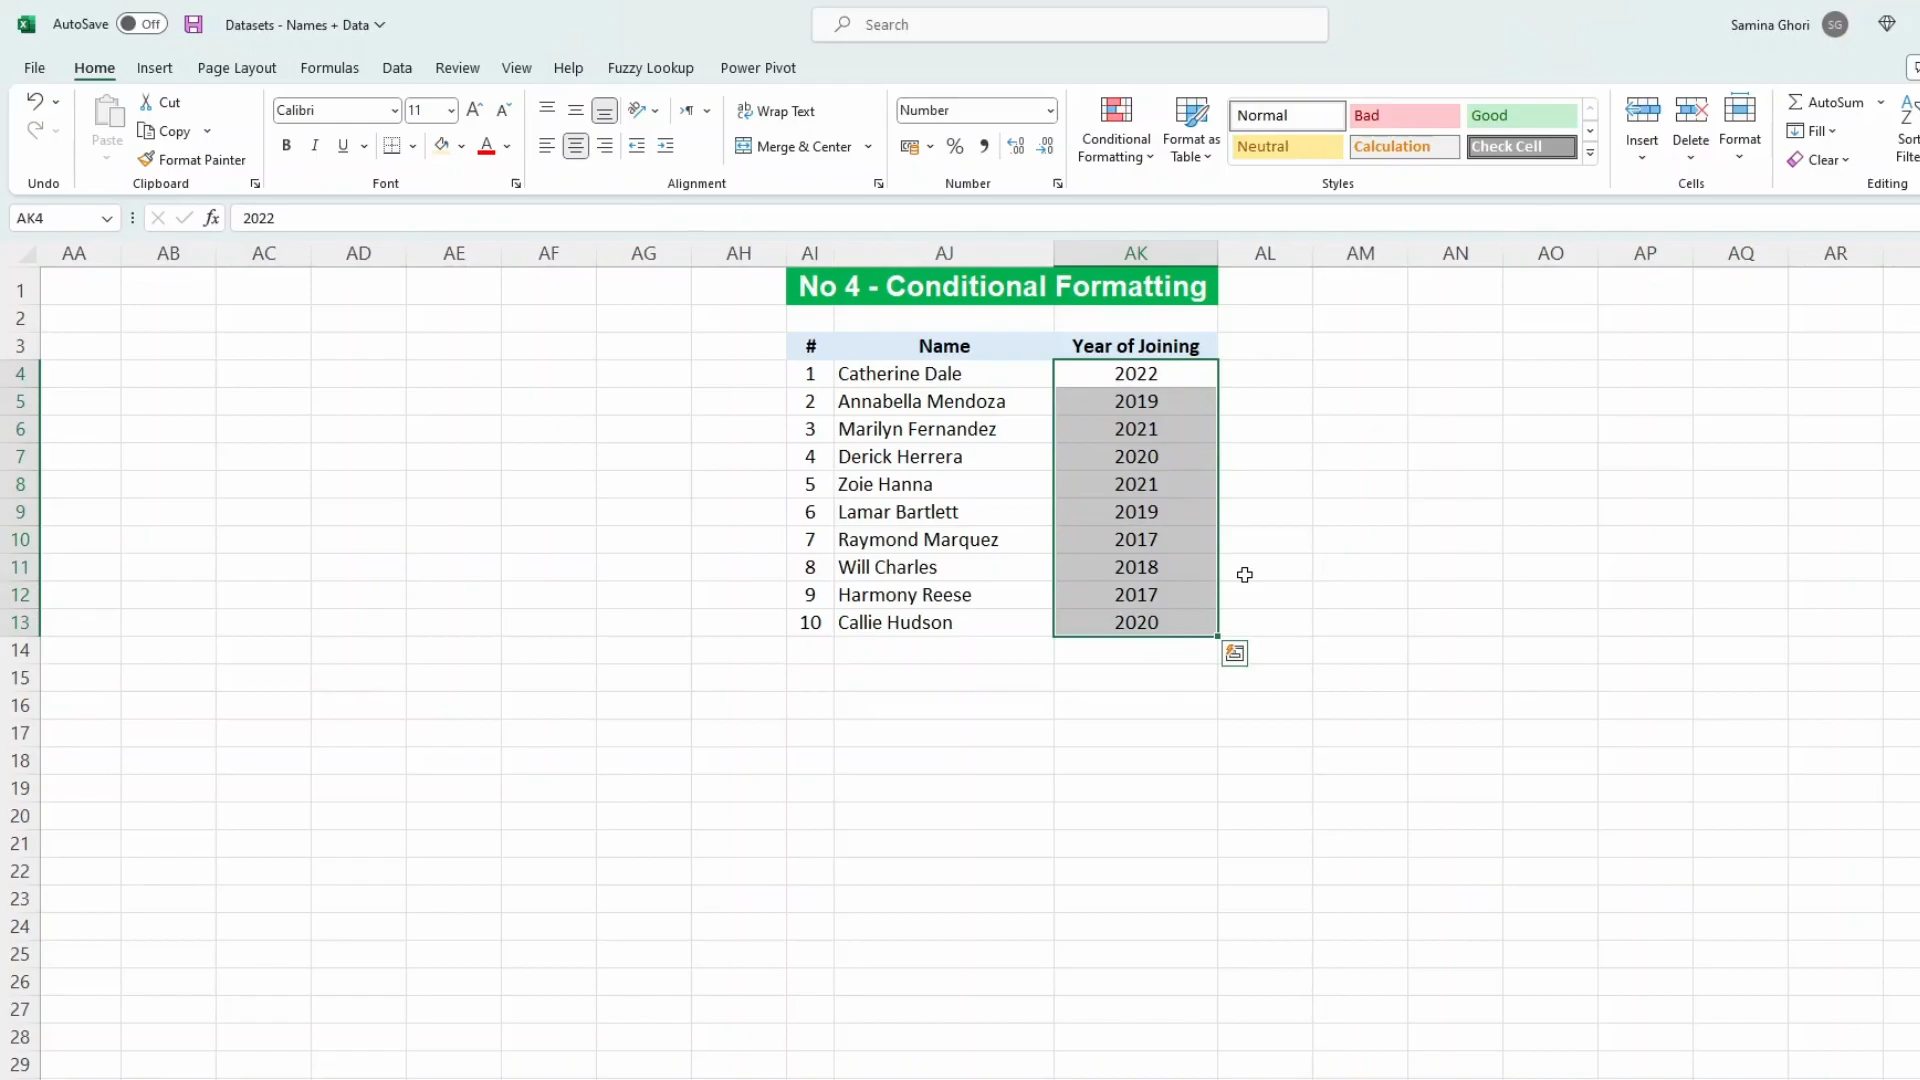 AutoSave Off Datasets - Names + Data Search Samina Ghori SG
File Home Insert Page Layout Formulas Data Review View Help Fuzzy Lookup Power Pivot
Paste
Cut
Copy
Format Painter
Calibri 11
B I U
Wrap Text
Merge & Center
Number
Conditional Formatting
Format as Table
Normal Bad Good
Neutral Calculation Check Cell
Insert Delete Format
AutoSum
Fill
Clear
Undo Clipboard Font Alignment Number Styles Cells Editing
AK4 fx 2022
AA AB AC AD AE AF AG AH AI AJ AK AL AM AN AO AP AQ AR
1 No 4 - Conditional Formatting
2
3 # Name Year of Joining
4 1 Catherine Dale 2022
5 2 Annabella Mendoza 2019
6 3 Marilyn Fernandez 2021
7 4 Derick Herrera 2020
8 5 Zoie Hanna 2021
9 6 Lamar Bartlett 2019
10 7 Raymond Marquez 2017
11 8 Will Charles 2018
12 9 Harmony Reese 2017
13 10 Callie Hudson 2020
14
15
16
17
18
19
20
21
22
23
24
25
26
27
28
29